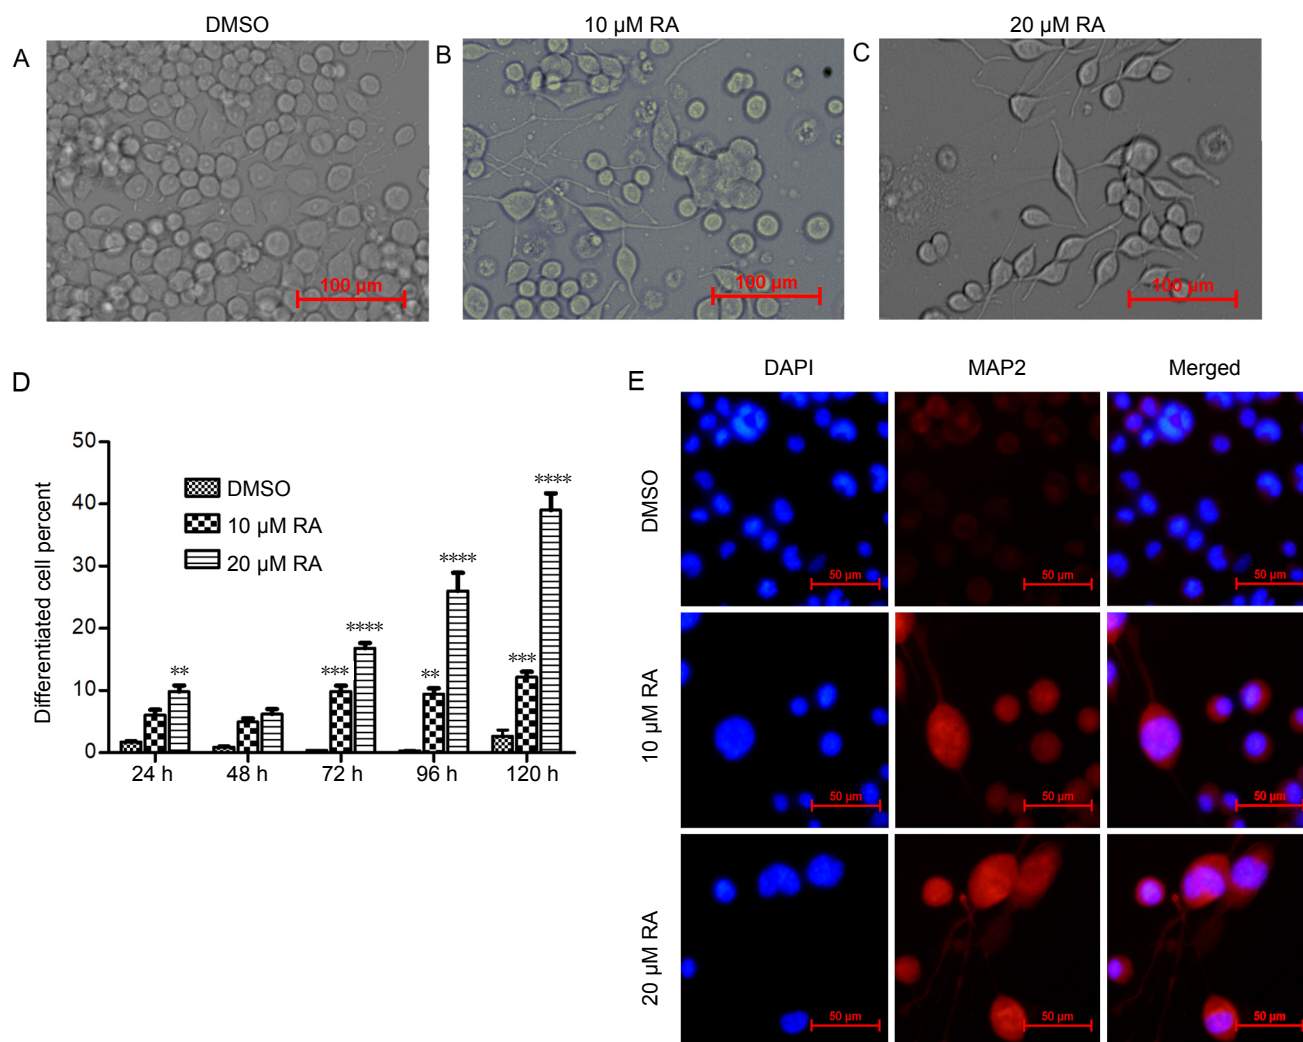 DMSO
10 µM RA
20 µM RA
A
B
C
100 µm
100 µm
100 µm
D
50
40
30
20
10
0
Differentiated cell percent
DMSO
10 µM RA
20 µM RA
**
***
****
**
****
***
****
24 h
48 h
72 h
96 h
120 h
E
DAPI
MAP2
Merged
DMSO
50 µm
50 µm
50 µm
10 µM RA
50 µm
50 µm
50 µm
20 µM RA
50 µm
50 µm
50 µm